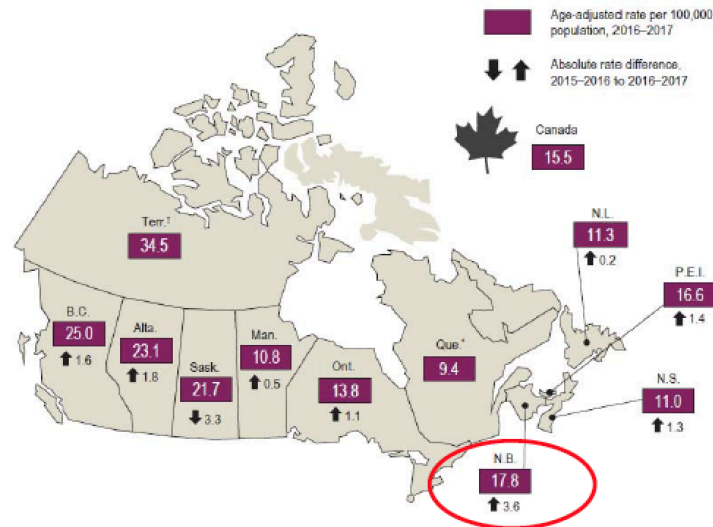 Age-adjusted rate per 100,000
population, 2016–2017
Absolute rate difference,
2015–2016 to 2016–2017
Canada
15.5
Terr.†
34.5
N.L.
11.3
0.2
P.E.I.
16.6
1.4
B.C.
25.0
1.6
Alta.
23.1
1.8
Sask.
21.7
3.3
Man.
10.8
0.5
Ont.
13.8
1.1
Que.*
9.4
N.S.
11.0
1.3
N.B.
17.8
3.6